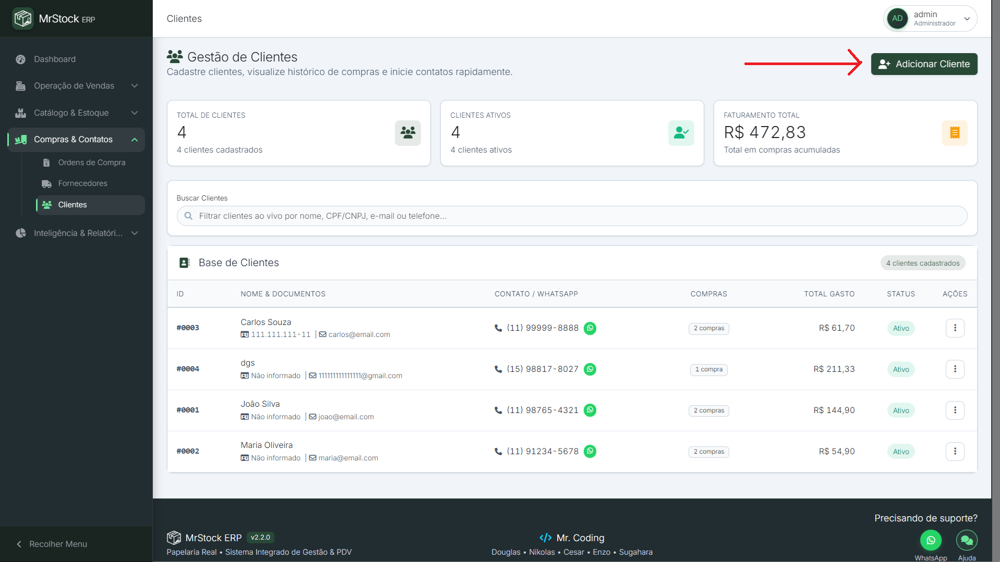 MrStock ERP
Clientes
AD
admin
Administrador
Dashboard
Operação de Vendas
Catálogo & Estoque
Compras & Contatos
Ordens de Compra
Fornecedores
Clientes
Inteligência & Relatóri...
Recolher Menu
Gestão de Clientes
Cadastre clientes, visualize histórico de compras e inicie contatos rapidamente.
Adicionar Cliente
TOTAL DE CLIENTES
4
4 clientes cadastrados
CLIENTES ATIVOS
4
4 clientes ativos
FATURAMENTO TOTAL
R$ 472,83
Total em compras acumuladas
Buscar Clientes
Filtrar clientes ao vivo por nome, CPF/CNPJ, e-mail ou telefone...
Base de Clientes
4 clientes cadastrados
ID NOME & DOCUMENTOS CONTATO / WHATSAPP COMPRAS TOTAL GASTO STATUS AÇÕES
#0003 Carlos Souza (11) 99999-8888 2 compras R$ 61,70 Ativo
111.111.111-11 | carlos@email.com
#0004 dgs (15) 98817-8027 1 compra R$ 211,33 Ativo
Não informado | 111111111111111@gmail.com
#0001 João Silva (11) 98765-4321 2 compras R$ 144,90 Ativo
Não informado | joao@email.com
#0002 Maria Oliveira (11) 91234-5678 2 compras R$ 54,90 Ativo
Não informado | maria@email.com
MrStock ERP v2.2.0
Papelaria Real • Sistema Integrado de Gestão & PDV
</> Mr. Coding
Douglas • Nikolas • Cesar • Enzo • Sugahara
Precisando de suporte?
WhatsApp
Ajuda